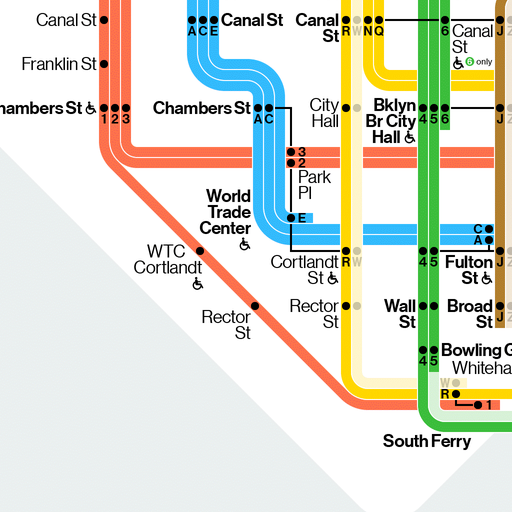 Canal St
A C E
Canal St
Canal
St
R W
N Q
6
Canal
St
6 only
J Z
Franklin St
hambers St
1 2 3
Chambers St
A C
City
Hall
Bklyn
Br City
Hall
4 5 6
J Z
3
2
Park
Pl
World
Trade
Center
E
C
A
WTC
Cortlandt
Cortlandt
St
R W
4 5
Fulton
St
J Z
Rector
St
Rector
St
Wall
St
Broad
St
J Z
4 5
Bowling G
Whiteha
W
R
1
South Ferry